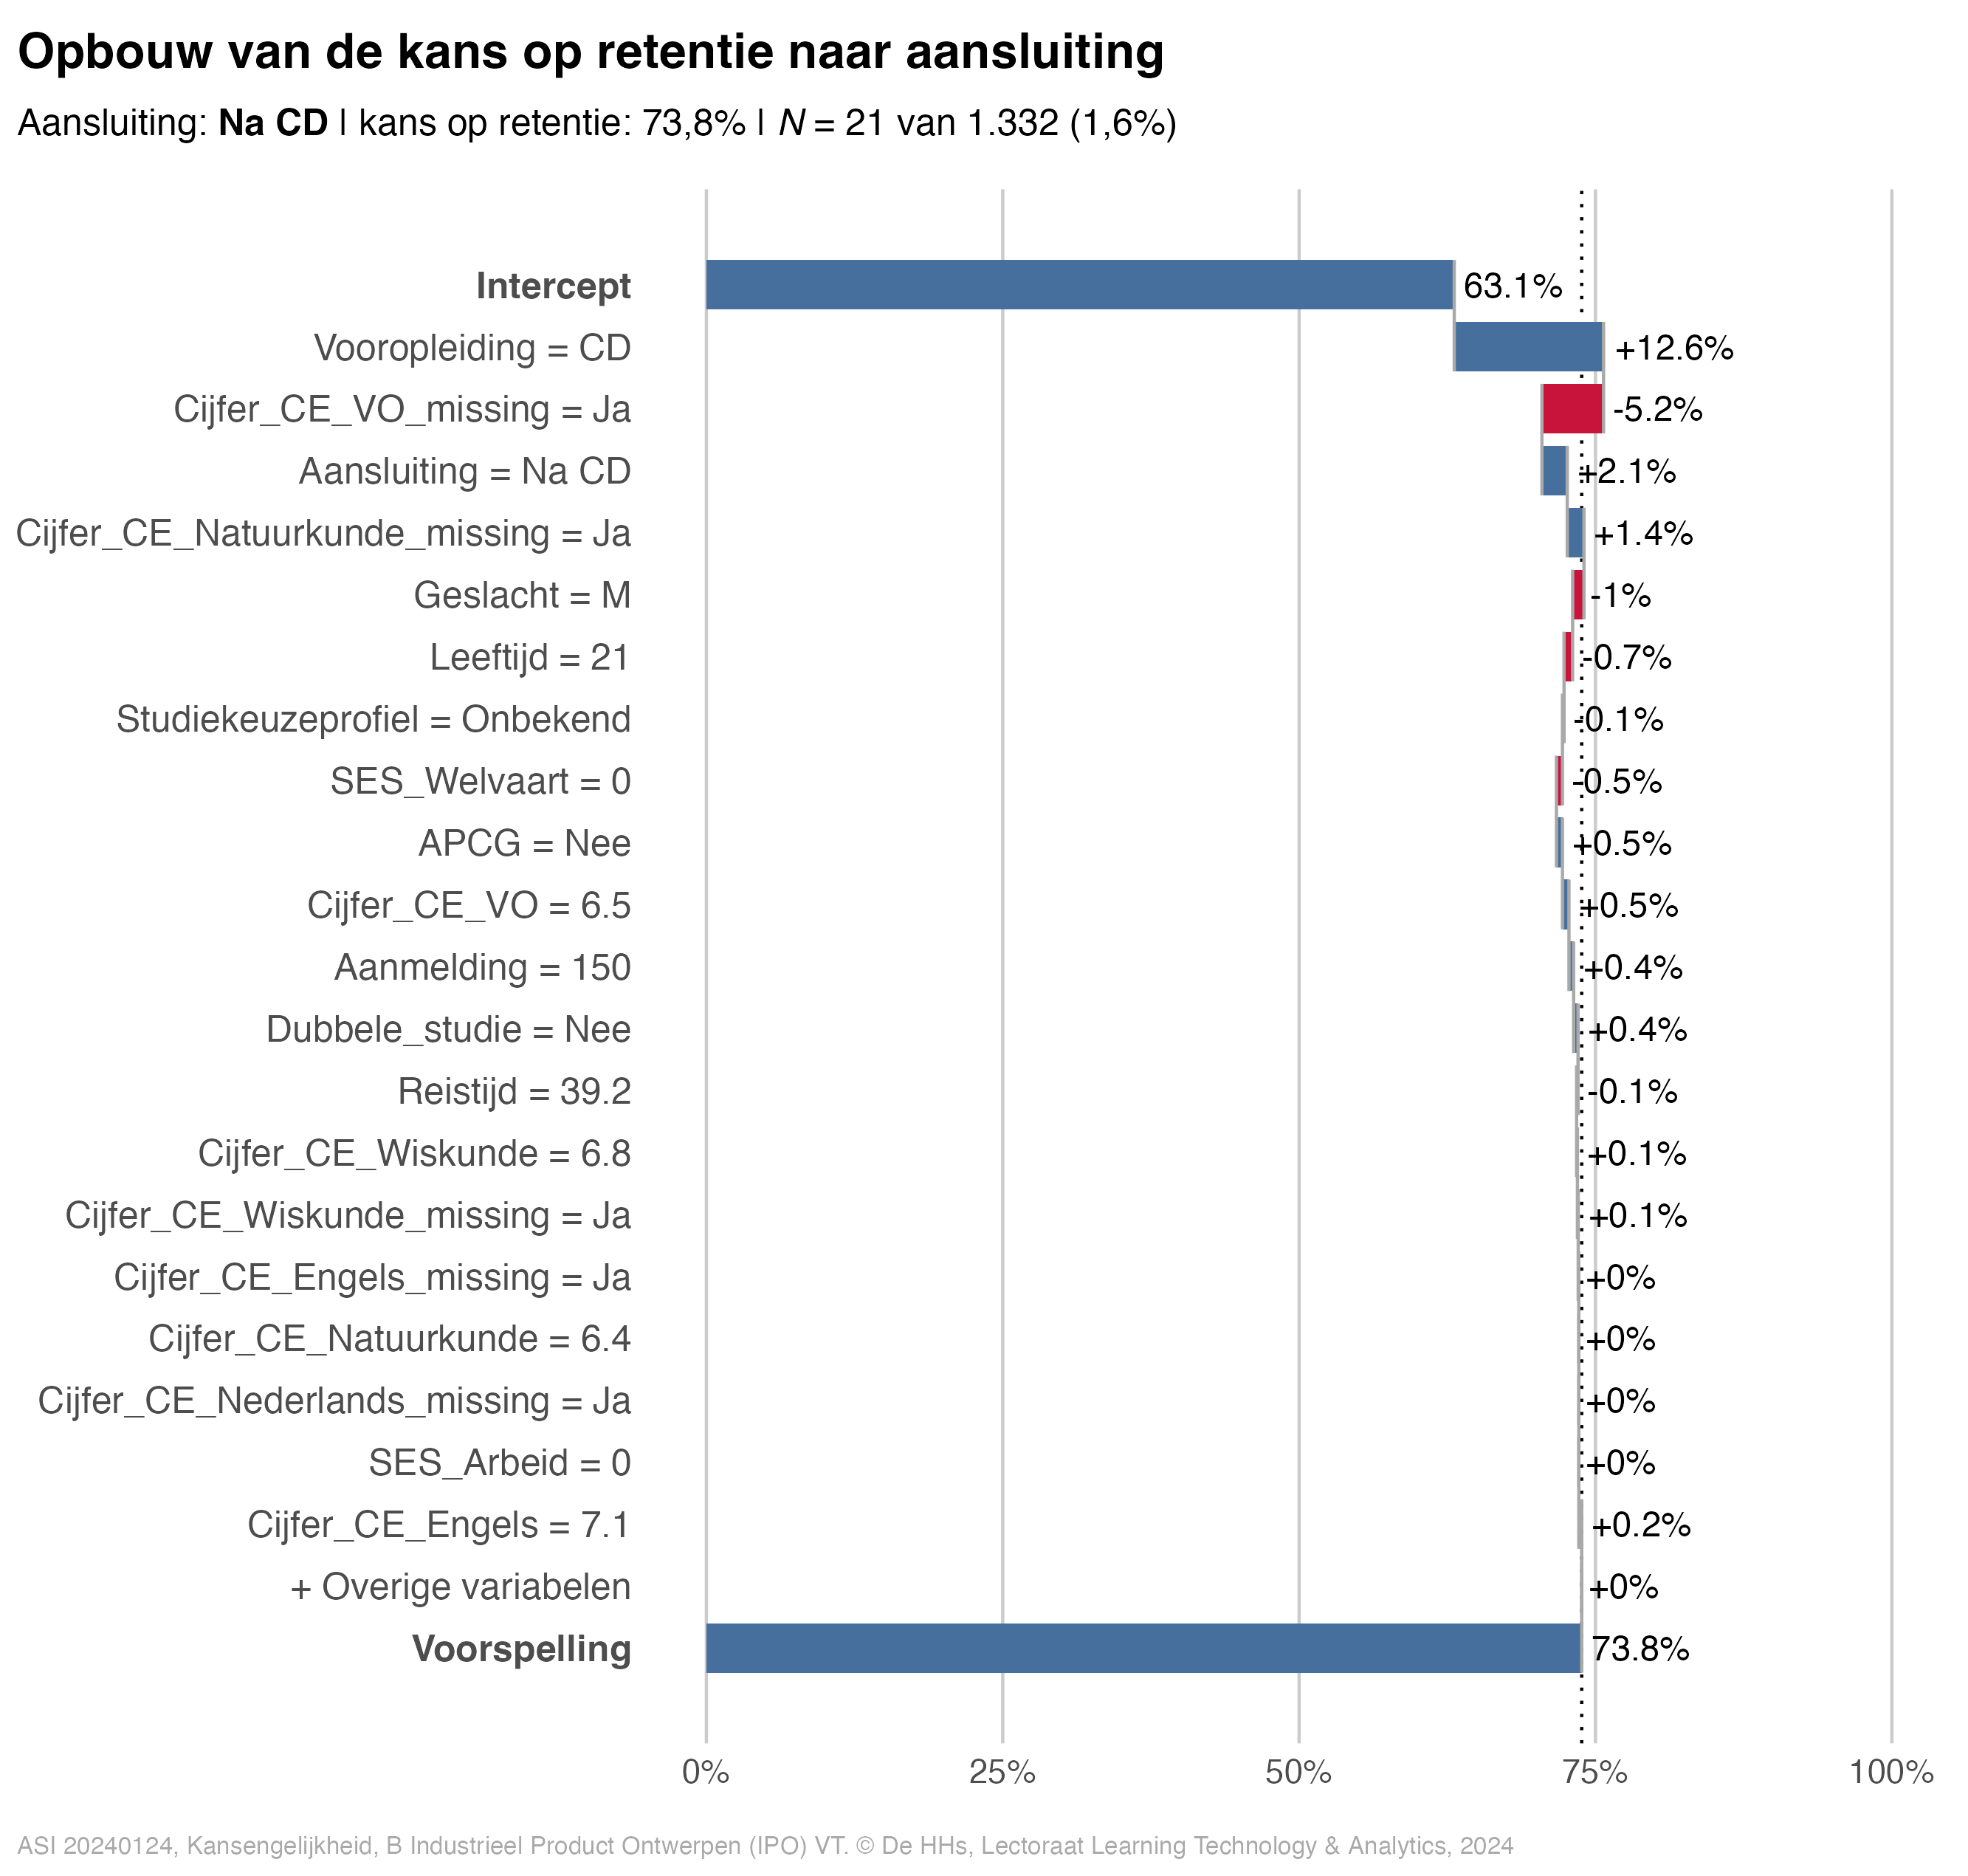 Opbouw van de kans op retentie naar aansluiting
Aansluiting: Na CD | kans op retentie: 73,8% | N = 21 van 1.332 (1,6%)
Intercept 63.1%
Vooropleiding = CD +12.6%
Cijfer_CE_VO_missing = Ja -5.2%
Aansluiting = Na CD +2.1%
Cijfer_CE_Natuurkunde_missing = Ja +1.4%
Geslacht = M -1%
Leeftijd = 21 -0.7%
Studiekeuzeprofiel = Onbekend -0.1%
SES_Welvaart = 0 -0.5%
APCG = Nee +0.5%
Cijfer_CE_VO = 6.5 +0.5%
Aanmelding = 150 +0.4%
Dubbele_studie = Nee +0.4%
Reistijd = 39.2 -0.1%
Cijfer_CE_Wiskunde = 6.8 +0.1%
Cijfer_CE_Wiskunde_missing = Ja +0.1%
Cijfer_CE_Engels_missing = Ja +0%
Cijfer_CE_Natuurkunde = 6.4 +0%
Cijfer_CE_Nederlands_missing = Ja +0%
SES_Arbeid = 0 +0%
Cijfer_CE_Engels = 7.1 +0.2%
+ Overige variabelen +0%
Voorspelling 73.8%
0% 25% 50% 75% 100%
ASI 20240124, Kansengelijkheid, B Industrieel Product Ontwerpen (IPO) VT. © De HHs, Lectoraat Learning Technology & Analytics, 2024